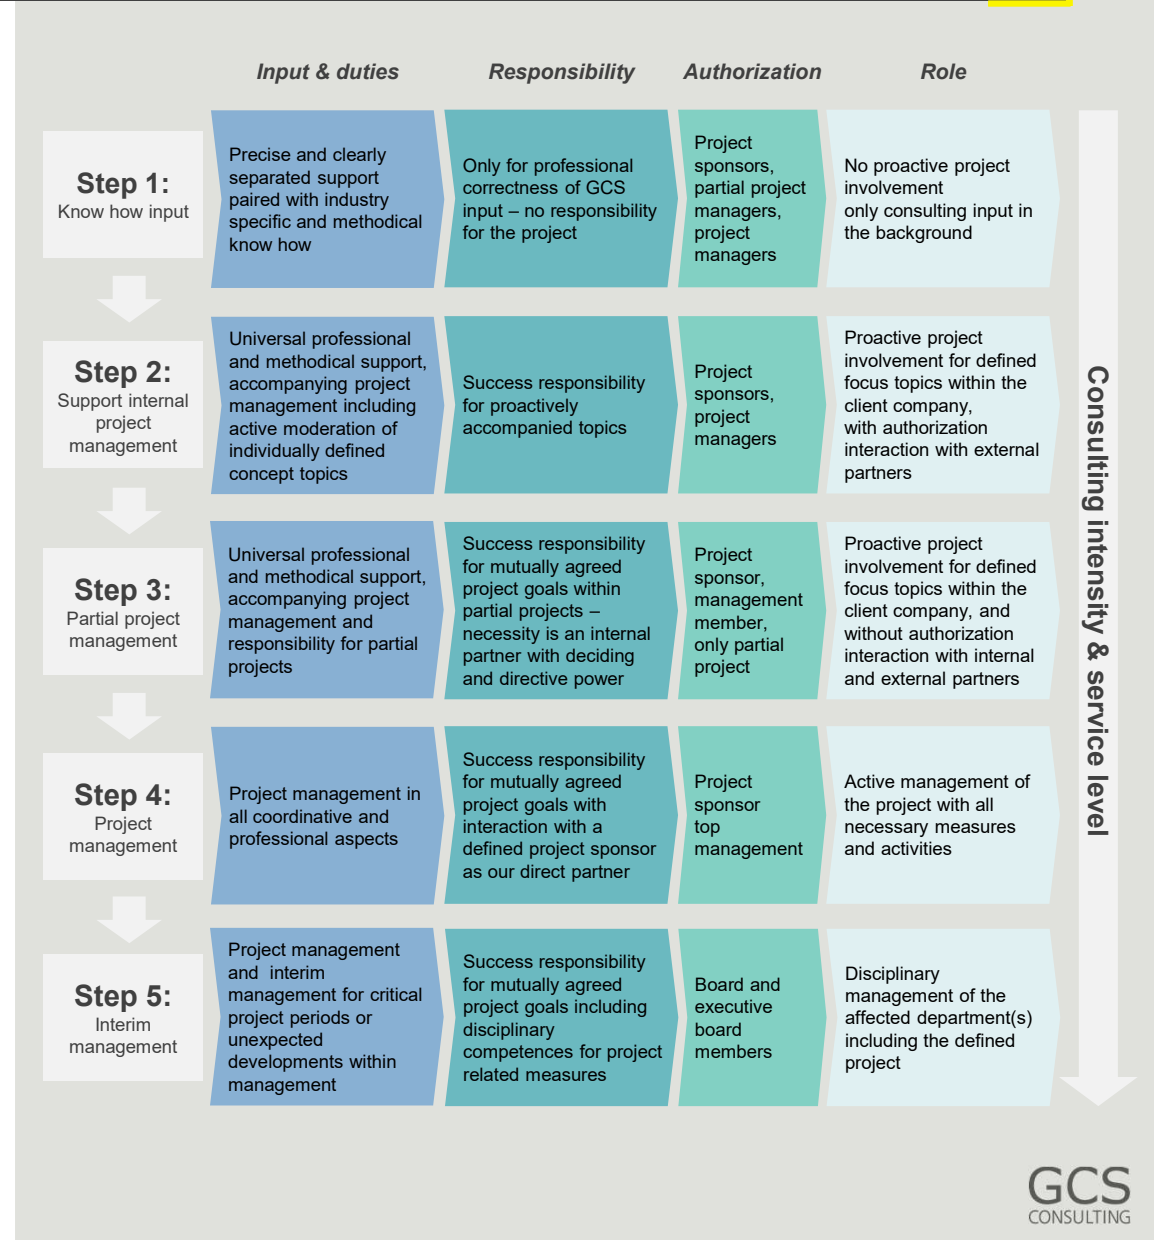 Input & duties
Responsibility
Authorization
Role
Step 1:
Know how input
Precise and clearly
separated support
paired with industry
specific and methodical
know how
Only for professional
correctness of GCS
input – no responsibility
for the project
Project
sponsors,
partial project
managers,
project
managers
No proactive project
involvement
only consulting input in
the background
Step 2:
Support internal
project
management
Universal professional
and methodical support,
accompanying project
management including
active moderation of
individually defined
concept topics
Success responsibility
for proactively
accompanied topics
Project
sponsors,
project
managers
Proactive project
involvement for defined
focus topics within the
client company,
with authorization
interaction with external
partners
Step 3:
Partial project
management
Universal professional
and methodical support,
accompanying project
management and
responsibility for partial
projects
Success responsibility
for mutually agreed
project goals within
partial projects –
necessity is an internal
partner with deciding
and directive power
Project
sponsor,
management
member,
only partial
project
Proactive project
involvement for defined
focus topics within the
client company, and
without authorization
interaction with internal
and external partners
Step 4:
Project
management
Project management in
all coordinative and
professional aspects
Success responsibility
for mutually agreed
project goals with
interaction with a
defined project sponsor
as our direct partner
Project
sponsor
top
management
Active management of
the project with all
necessary measures
and activities
Step 5:
Interim
management
Project management
and interim
management for critical
project periods or
unexpected
developments within
management
Success responsibility
for mutually agreed
project goals including
disciplinary
competences for project
related measures
Board and
executive
board
members
Disciplinary
management of the
affected department(s)
including the defined
project
Consulting intensity & service level
GCS
CONSULTING